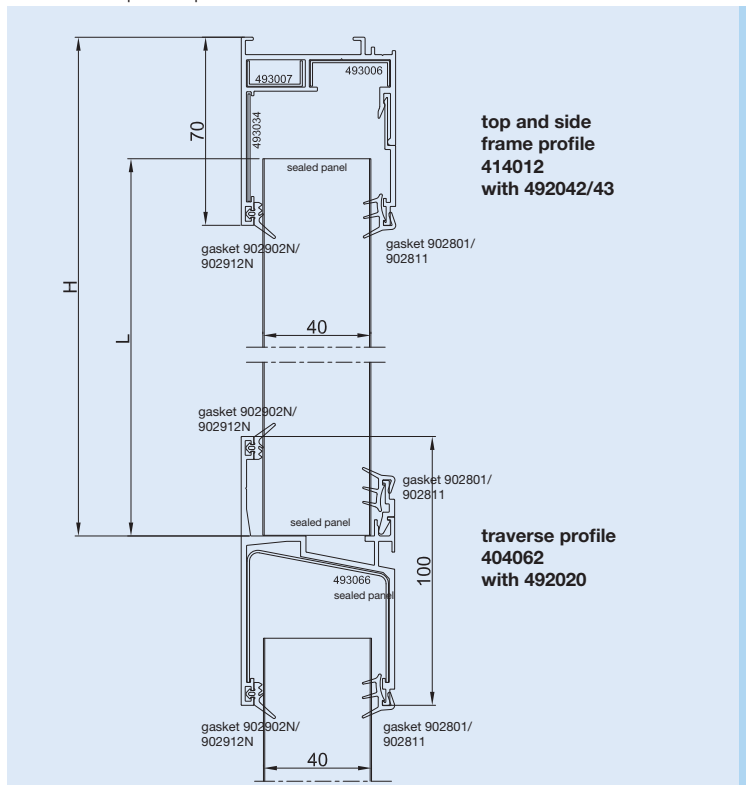 493007
493006
70
493034
top and side
frame profile
414012
with 492042/43
sealed panel
gasket 902902N/
902912N
gasket 902801/
902811
H
L
40
gasket 902902N/
902912N
gasket 902801/
902811
sealed panel
traverse profile
404062
with 492020
100
493066
sealed panel
gasket 902902N/
902912N
gasket 902801/
902811
40